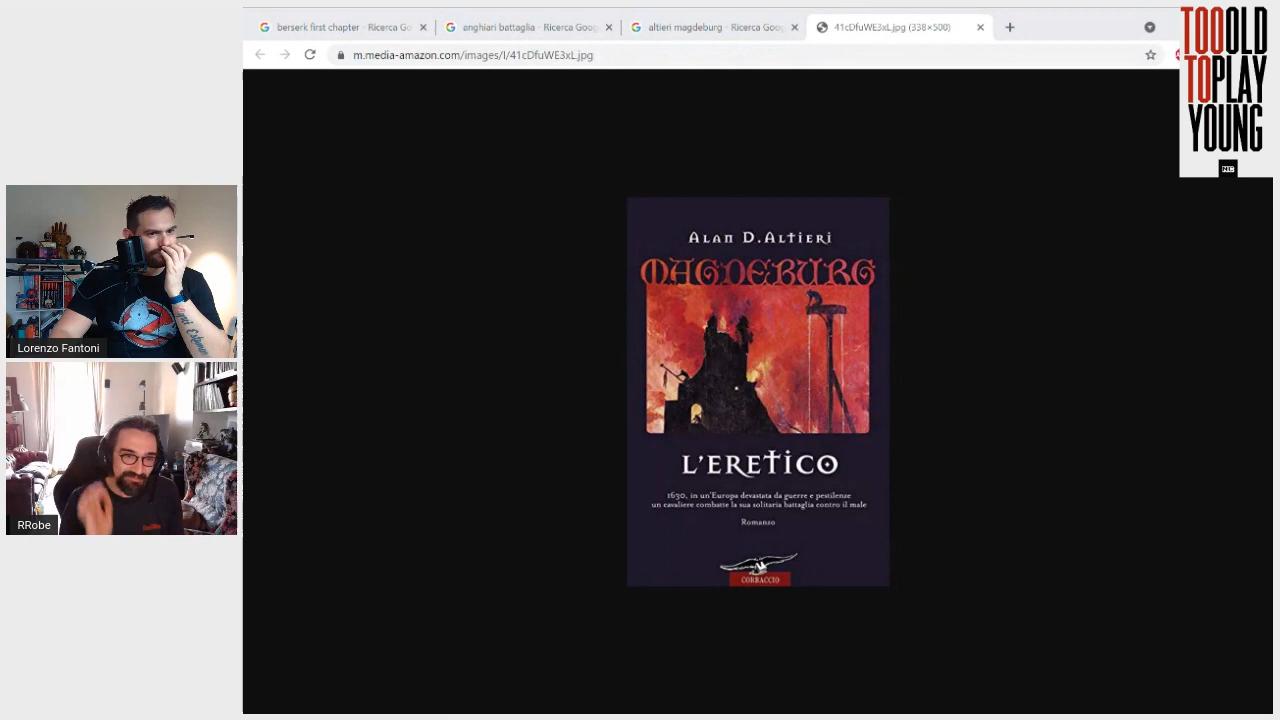 berserk first chapter - Ricerca Go
anghiari battaglia - Ricerca Goog
altieri magdeburg - Ricerca Goog
41cDfuWE3xL.jpg (338×500)
m.media-amazon.com/images/I/41cDfuWE3xL.jpg
TOO OLD
TO PLAY
YOUNG
NC
Lorenzo Fantoni
RRobe
ALAN D. ALTIERI
MAGDEBURG
L'ERETICO
1630, in un'Europa devastata da guerre e pestilenze
un cavaliere combatte la sua solitaria battaglia contro il male
Romanzo
CORBACCIO